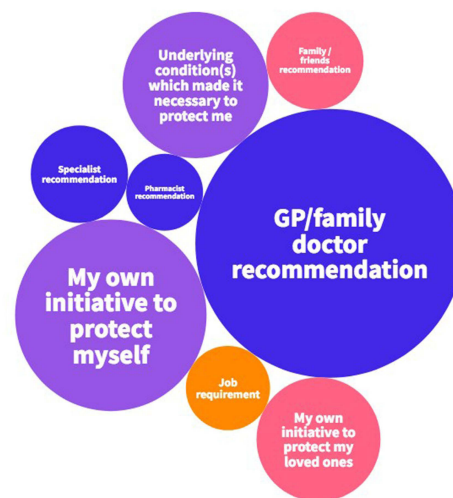 Underlying
condition(s)
which made it
necessary to
protect me
Family /
friends
recommendation
Specialist
recommendation
Pharmacist
recommendation
GP/family
doctor
recommendation
My own
initiative to
protect
myself
Job
requirement
My own
initiative to
protect my
loved ones